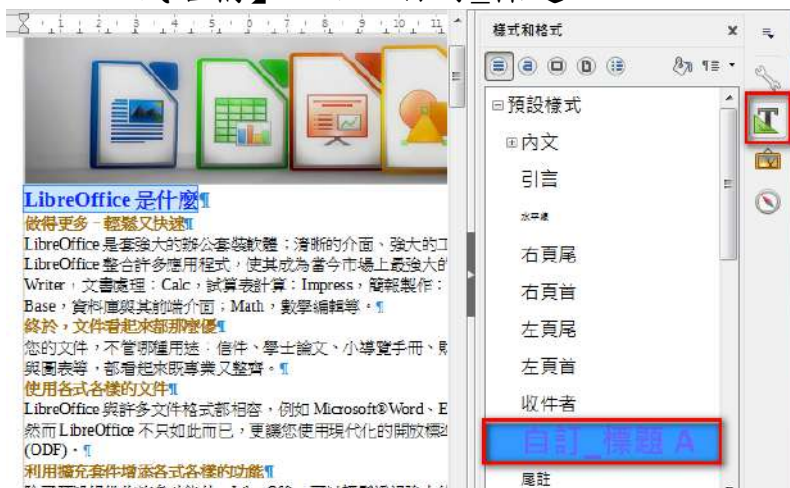 樣式和格式
預設樣式
內文
引言
水平線
右頁尾
右頁首
左頁尾
左頁首
收件者
自訂_標題 A
尾註
LibreOffice 是什麼¶
做得更多–輕鬆又快速¶
LibreOffice 是套強大的辦公套裝軟體；清晰的介面、強大的工
LibreOffice 整合許多應用程式，使其成為當今市場上最強大的
Writer，文書處理：Calc，試算表計算：Impress，簡報製作：
Base，資料庫與其前端介面；Math，數學編輯等。¶
終於，文件看起來都那麼優¶
您的文件，不管哪種用途：信件、學士論文、小導覽手冊、財
與圖表等，都看起來既專業又整齊。¶
使用各式各樣的文件¶
LibreOffice 與許多文件格式都相容，例如 Microsoft®Word、E
然而 LibreOffice 不只如此而已，更讓您使用現代化的開放標準
(ODF)。¶
利用擴充套件增添各式各樣的功能¶